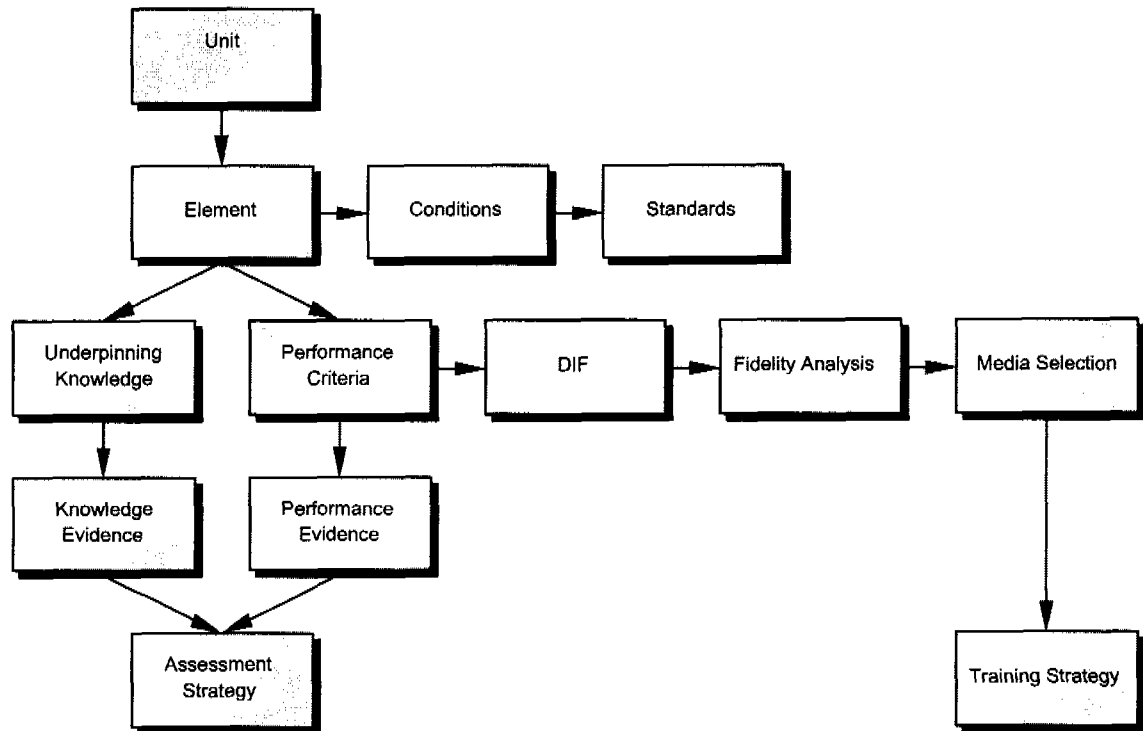 Unit
Element
Conditions
Standards
Underpinning
Knowledge
Performance
Criteria
DIF
Fidelity Analysis
Media Selection
Knowledge
Evidence
Performance
Evidence
Assessment
Strategy
Training Strategy